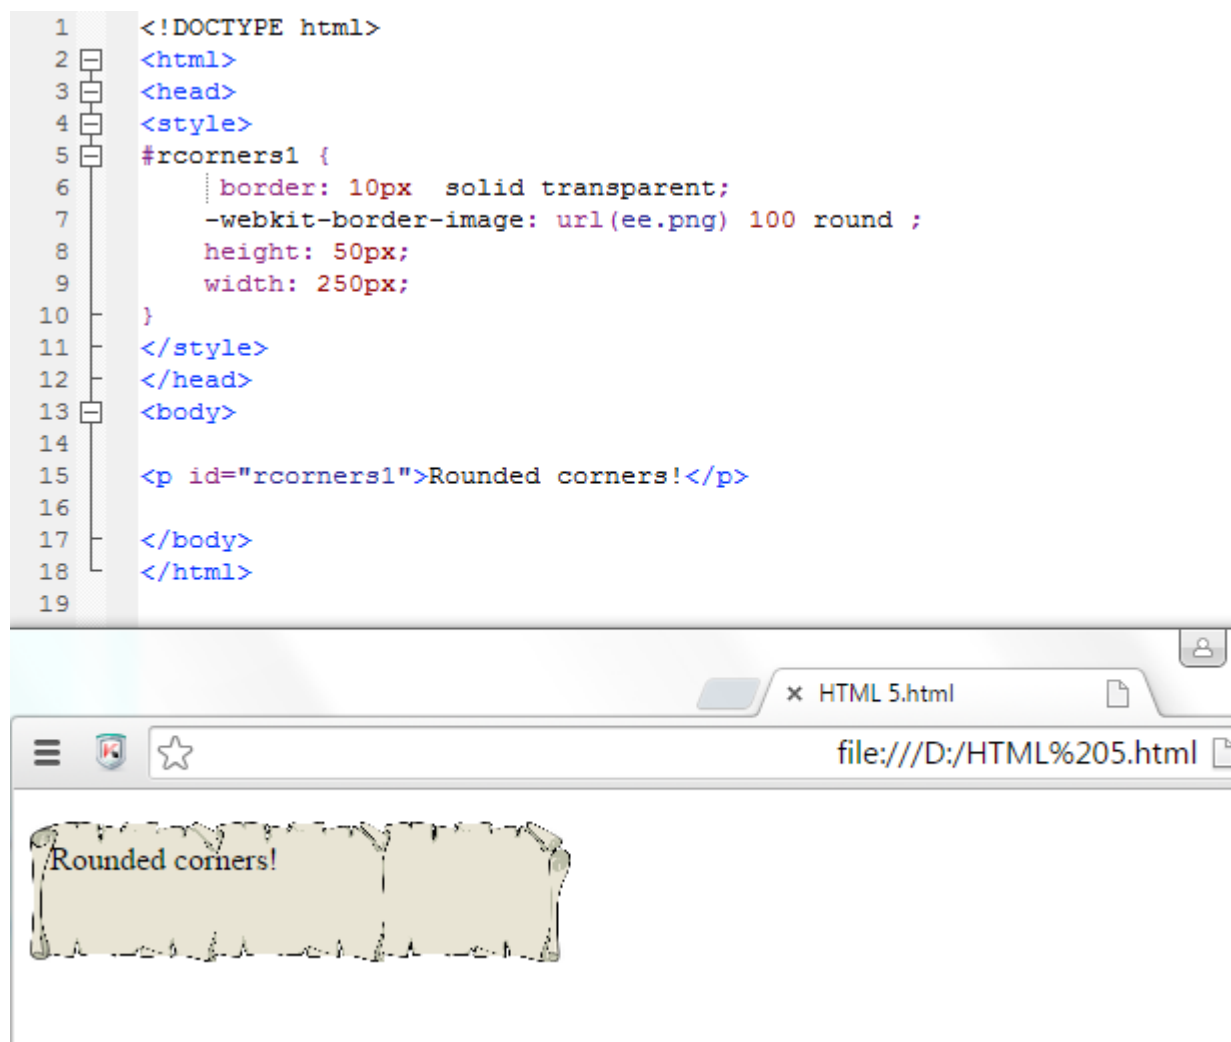 1 <!DOCTYPE html>
2 <html>
3 <head>
4 <style>
5 #rcorners1 {
6 border: 10px  solid transparent;
7 -webkit-border-image: url(ee.png) 100 round ;
8 height: 50px;
9 width: 250px;
10 }
11 </style>
12 </head>
13 <body>
14
15 <p id="rcorners1">Rounded corners!</p>
16
17 </body>
18 </html>
19
HTML 5.html
file:///D:/HTML%205.html
Rounded corners!